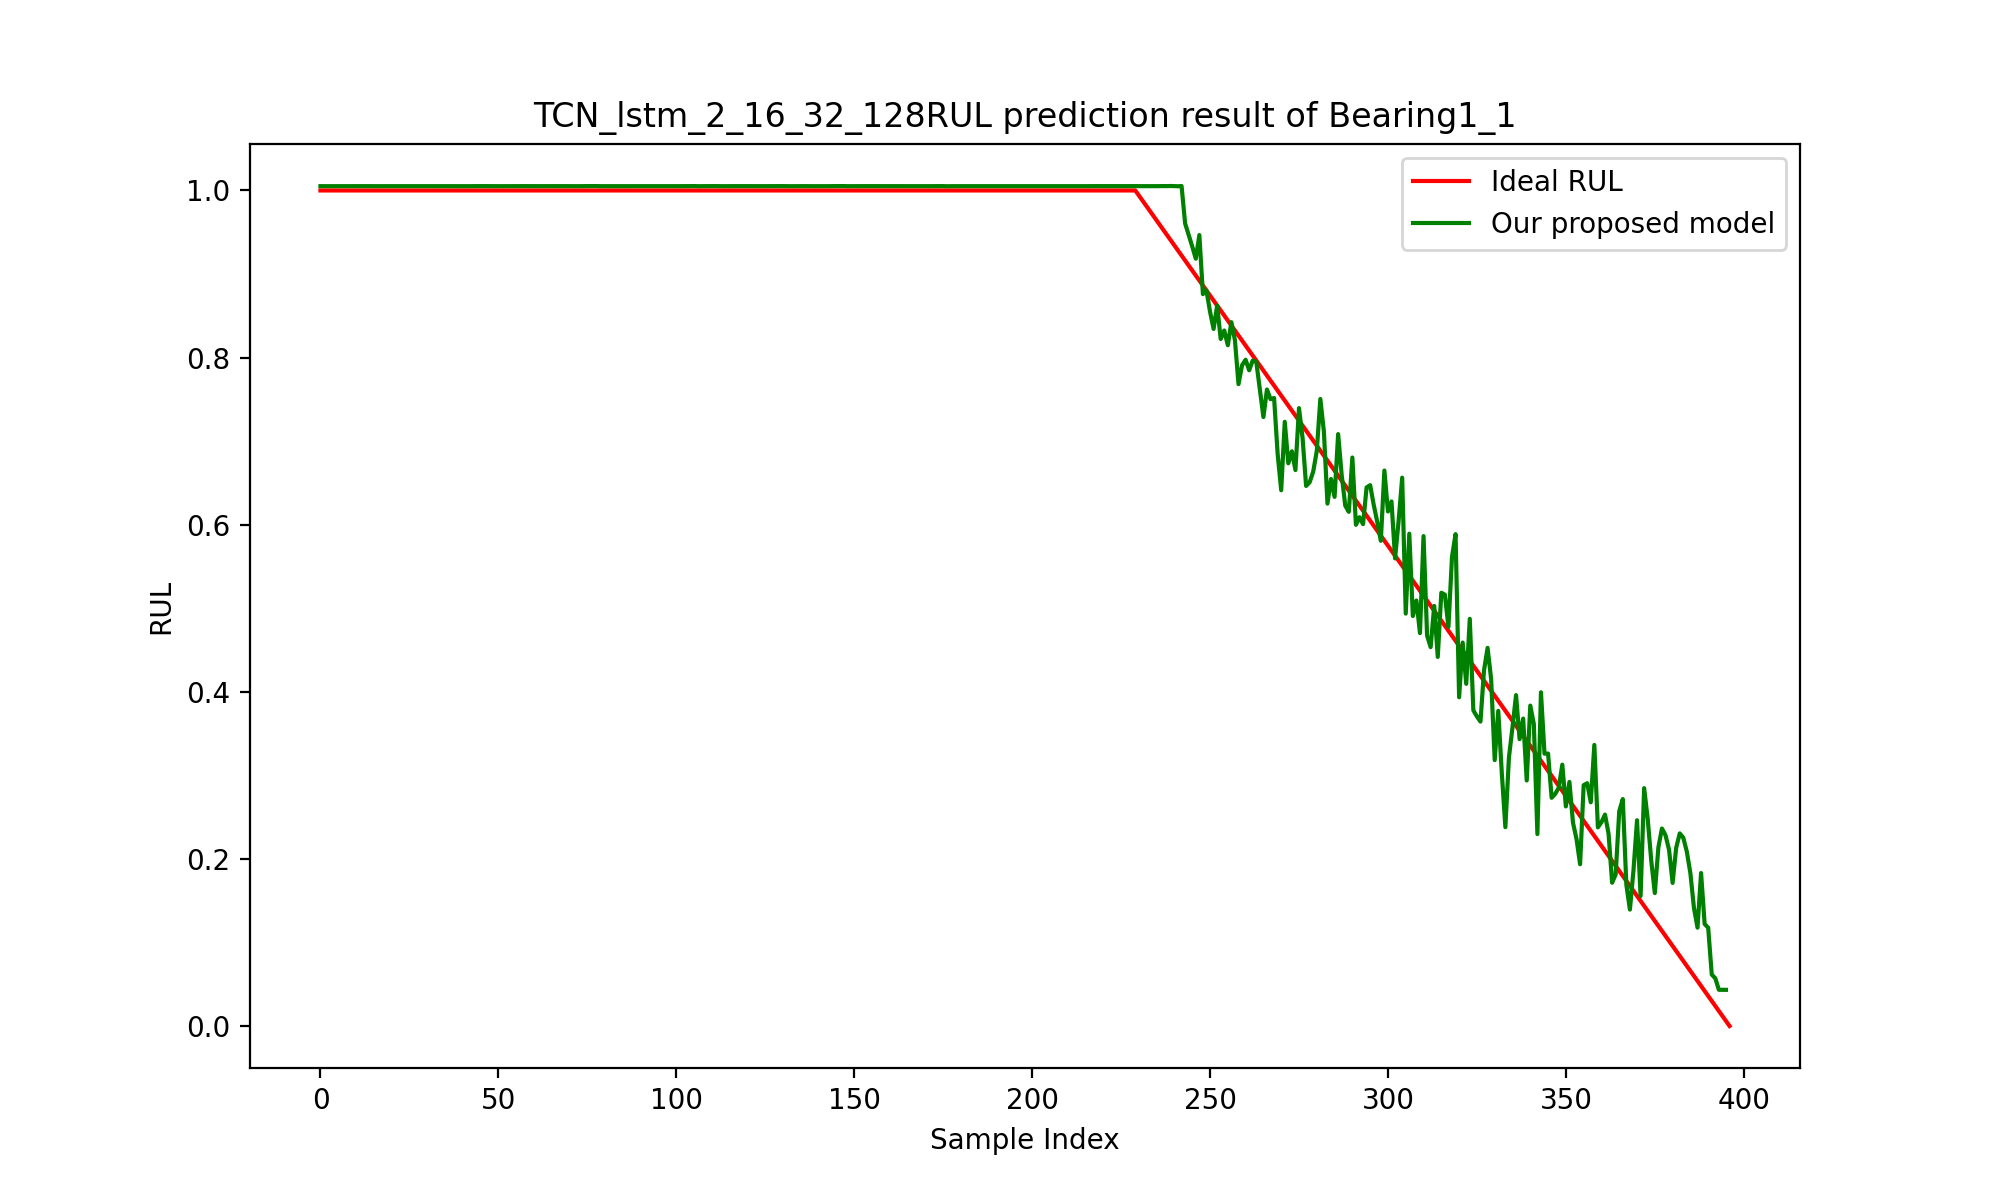 TCN_lstm_2_16_32_128RUL prediction result of Bearing1_1
Ideal RUL
Our proposed model
1.0
0.8
0.6
0.4
0.2
0.0
RUL
0 50 100 150 200 250 300 350 400
Sample Index